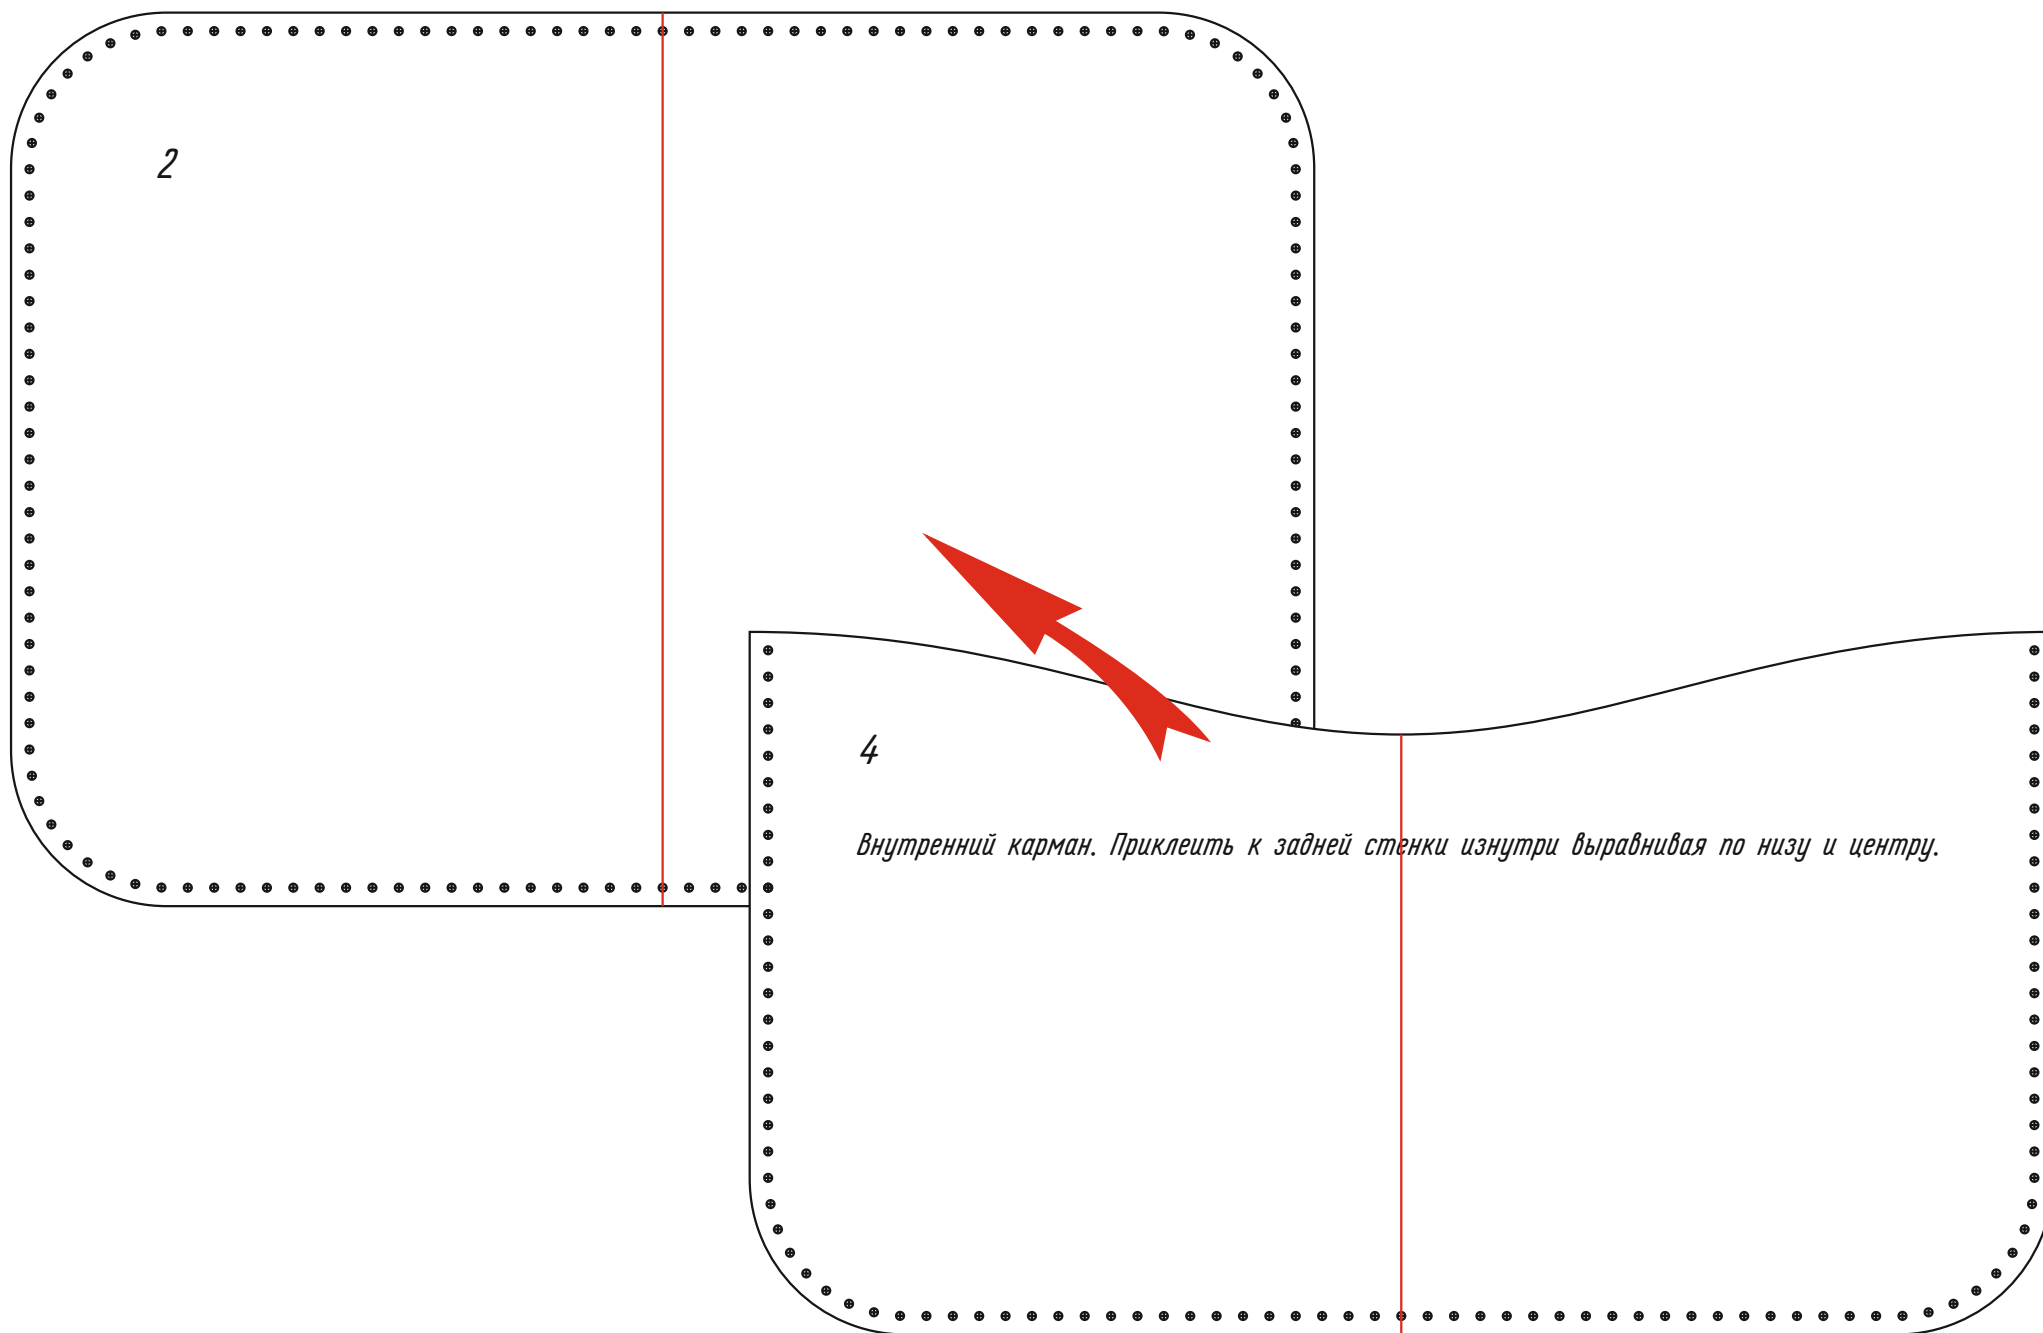 2
4
Внутренний карман. Приклеить к задней стенки изнутри выравнивая по низу и центру.